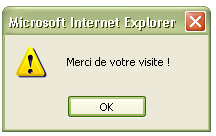 Microsoft Internet Explorer
Merci de votre visite !
OK